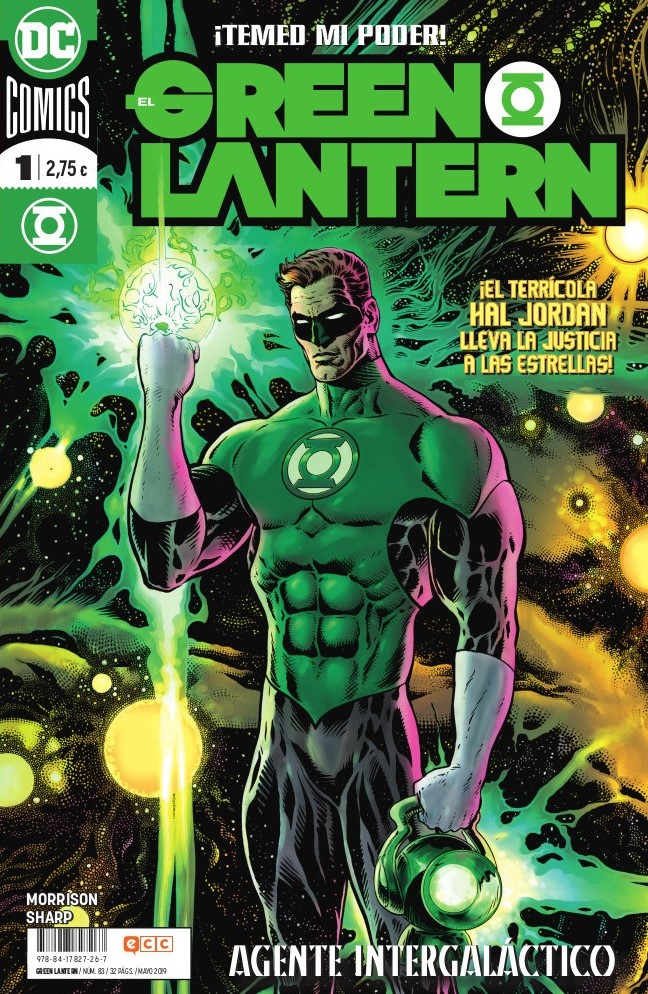 DC
COMICS
1 2,75 €
¡TEMED MI PODER!
EL GREEN
LANTERN
¡EL TERRÍCOLA
HAL JORDAN
LLEVA LA JUSTICIA
A LAS ESTRELLAS!
MORRISON
SHARP
ecc
978-84-17827-26-7
GREEN LANTERN / NÚM. 83 / 32 PÁGS. / MAYO 2019
AGENTE INTERGALÁCTICO